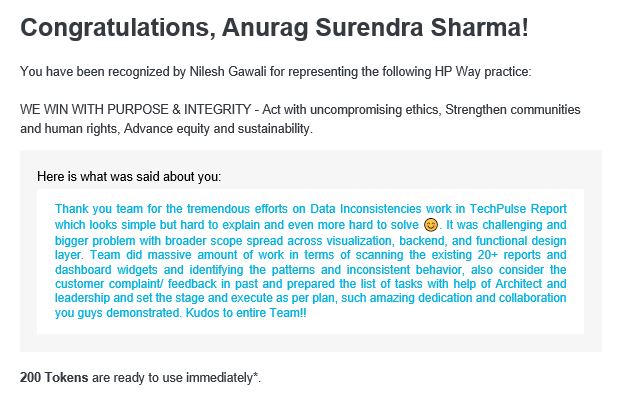 Congratulations, Anurag Surendra Sharma!
You have been recognized by Nilesh Gawali for representing the following HP Way practice:
WE WIN WITH PURPOSE & INTEGRITY - Act with uncompromising ethics, Strengthen communities
and human rights, Advance equity and sustainability.
Here is what was said about you:
Thank you team for the tremendous efforts on Data Inconsistencies work in TechPulse Report
which looks simple but hard to explain and even more hard to solve 😊. It was challenging and
bigger problem with broader scope spread across visualization, backend, and functional design
layer. Team did massive amount of work in terms of scanning the existing 20+ reports and
dashboard widgets and identifying the patterns and inconsistent behavior, also consider the
customer complaint/ feedback in past and prepared the list of tasks with help of Architect and
leadership and set the stage and execute as per plan, such amazing dedication and collaboration
you guys demonstrated. Kudos to entire Team!!
200 Tokens are ready to use immediately*.